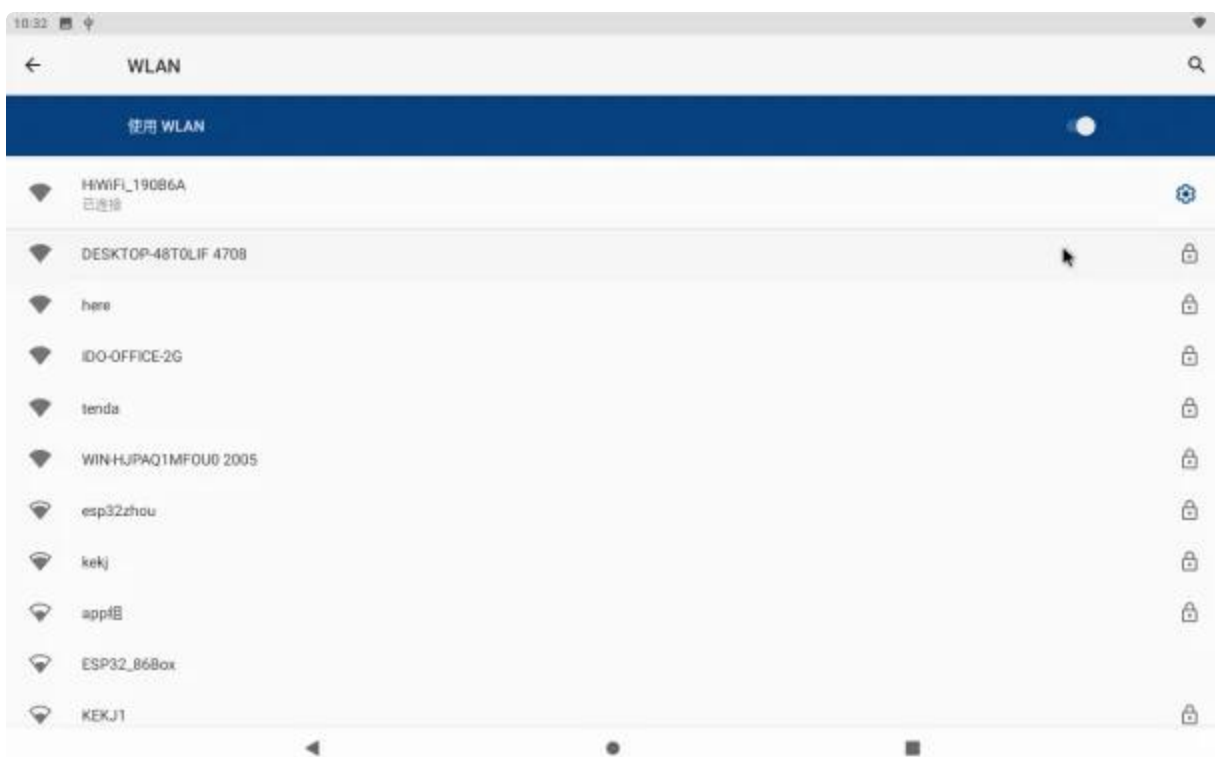 10:32
WLAN
使用 WLAN
HiWiFi_190B6A
已连接
DESKTOP-48T0LIF 4708
here
IDO-OFFICE-2G
tenda
WIN-HJPAQ1MFOU0 2005
esp32zhou
kekj
app组
ESP32_86Box
KEKJ1